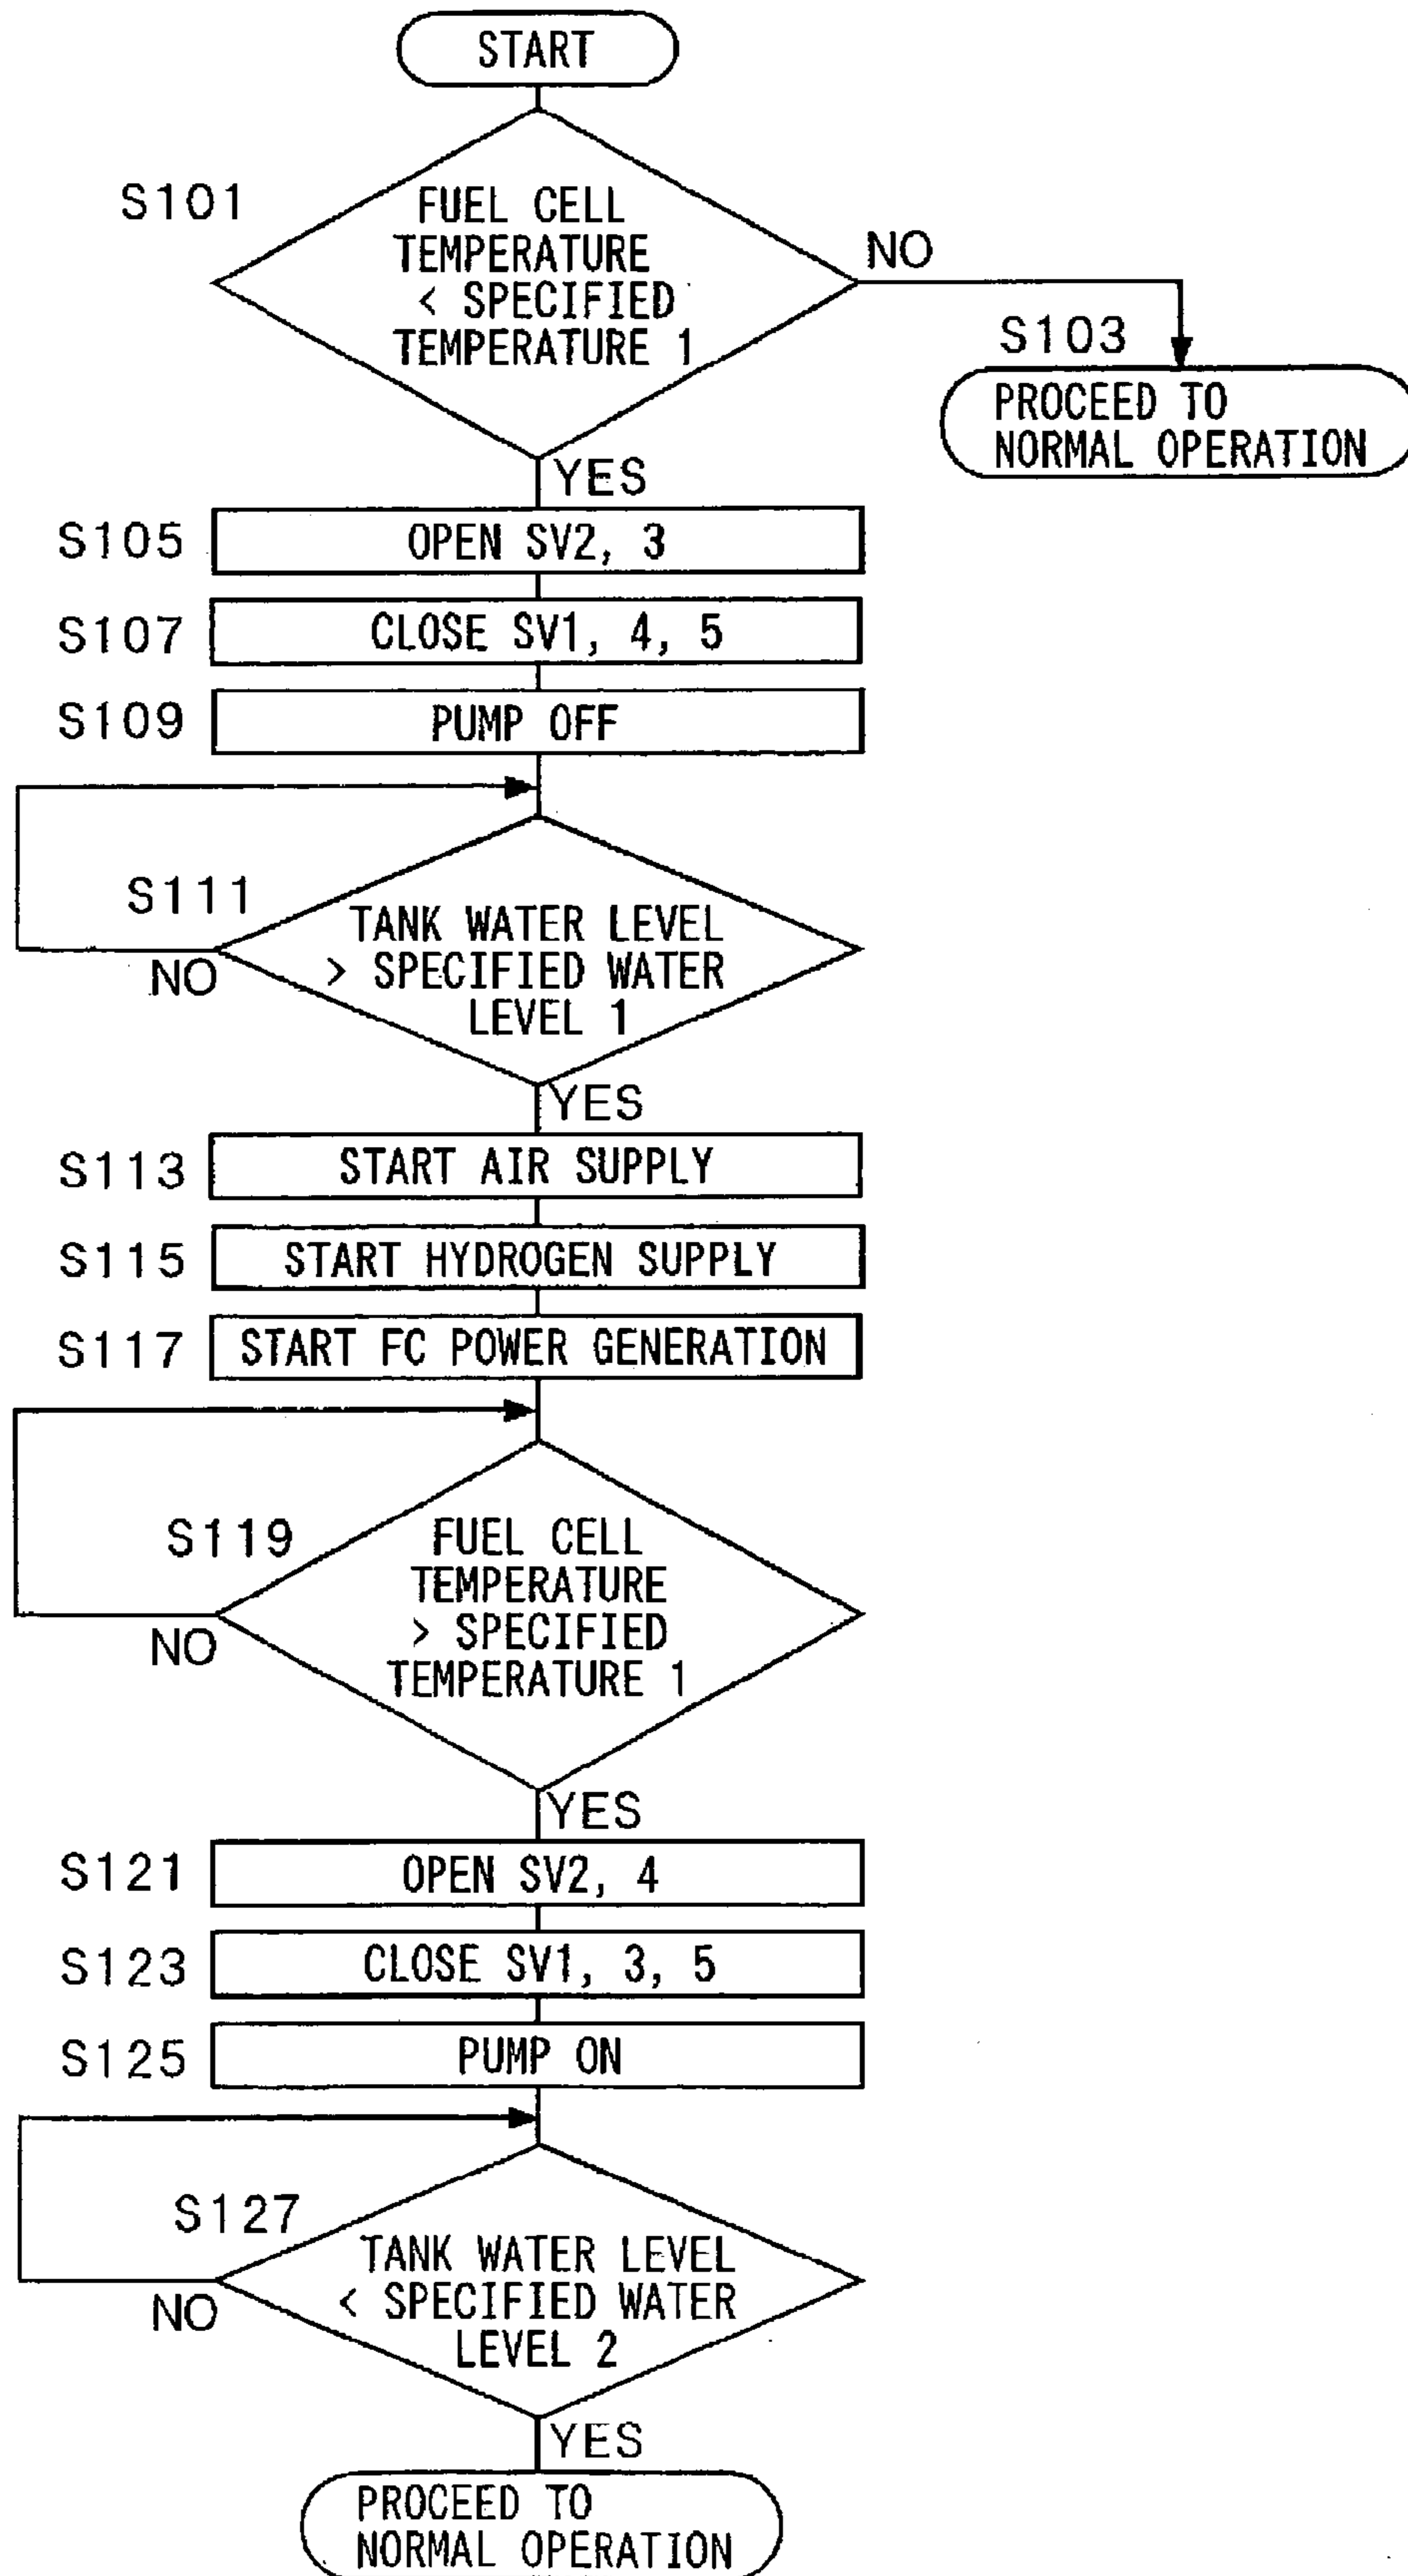 START
S101
FUEL CELL
TEMPERATURE
< SPECIFIED
TEMPERATURE 1
NO
S103
PROCEED TO
NORMAL OPERATION
YES
S105
OPEN SV2, 3
S107
CLOSE SV1, 4, 5
S109
PUMP OFF
S111
TANK WATER LEVEL
> SPECIFIED WATER
LEVEL 1
NO
YES
S113
START AIR SUPPLY
S115
START HYDROGEN SUPPLY
S117
START FC POWER GENERATION
S119
FUEL CELL
TEMPERATURE
> SPECIFIED
TEMPERATURE 1
NO
YES
S121
OPEN SV2, 4
S123
CLOSE SV1, 3, 5
S125
PUMP ON
S127
TANK WATER LEVEL
< SPECIFIED WATER
LEVEL 2
NO
YES
PROCEED TO
NORMAL OPERATION